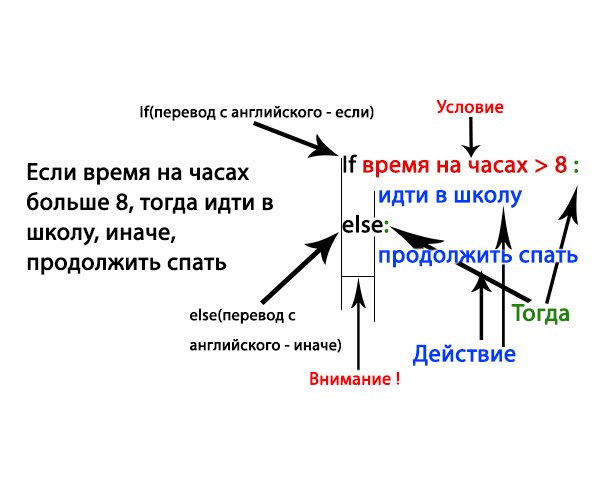 If(перевод с английского - если)
Условие
Если время на часах
больше 8, тогда идти в
школу, иначе,
продолжить спать
If время на часах > 8 :
идти в школу
else:
продолжить спать
else(перевод с
английского - иначе)
Тогда
Действие
Внимание !